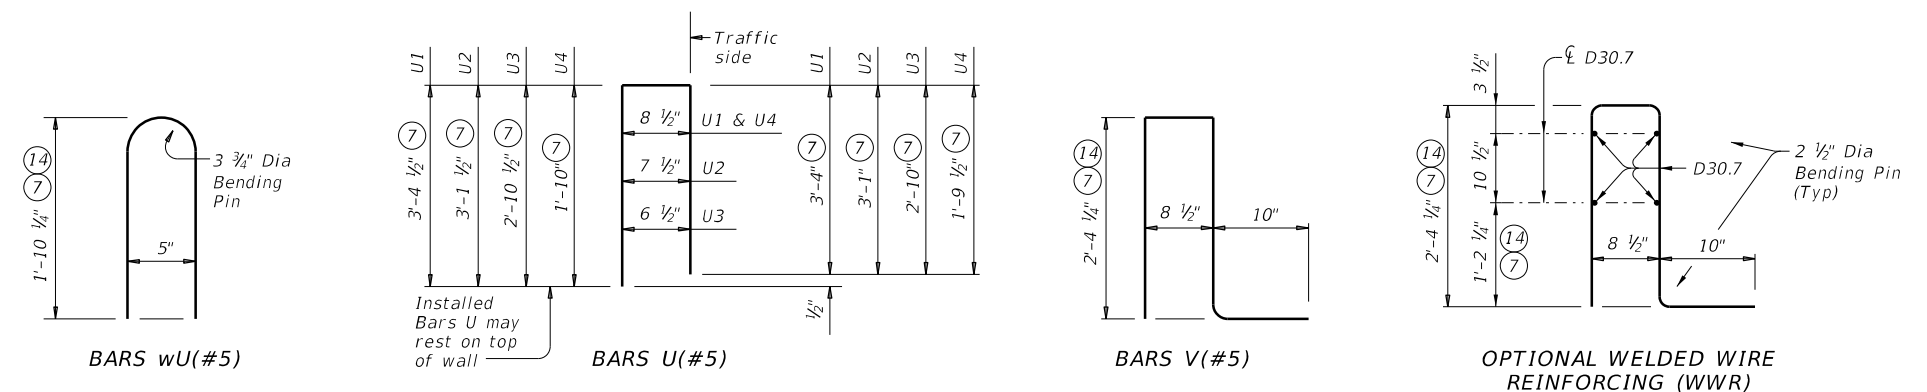 14
7
1'-10 ¼"
5"
3 ¾" Dia
Bending
Pin
BARS wU(#5)
U1
U2
U3
U4
7
3'-4 ½"
7
3'-1 ½"
7
2'-10 ½"
7
1'-10"
Traffic
side
8 ½"
U1 & U4
7 ½"
U2
6 ½"
U3
U1
U2
U3
U4
7
3'-4"
7
3'-1"
7
2'-10"
7
1'-9 ½"
½"
Installed
Bars U may
rest on top
of wall
BARS U(#5)
14
7
2'-4 ¼"
8 ½"
10"
BARS V(#5)
14
7
2'-4 ¼"
3 ½"
10 ½"
1'-2 ¼"
14
7
℄ D30.7
D30.7
8 ½"
10"
2 ½" Dia
Bending Pin
(Typ)
OPTIONAL WELDED WIRE
REINFORCING (WWR)